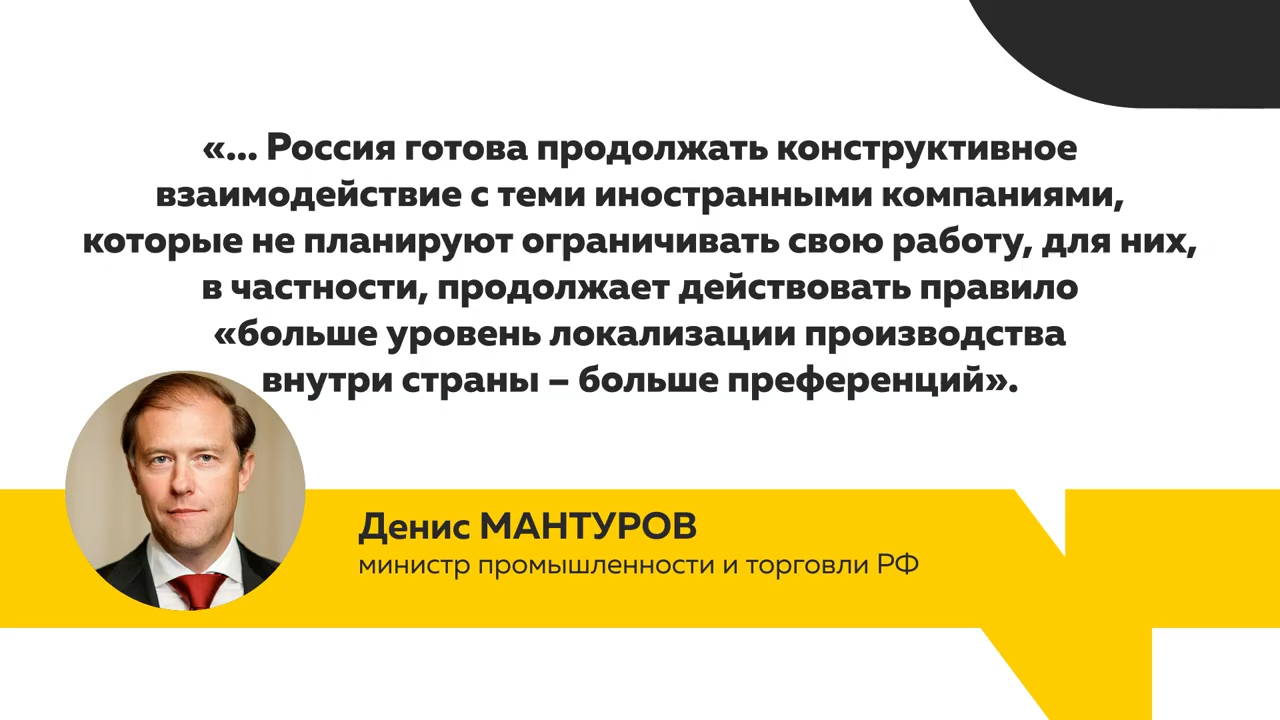 «... Россия готова продолжать конструктивное
взаимодействие с теми иностранными компаниями,
которые не планируют ограничивать свою работу, для них,
в частности, продолжает действовать правило
«больше уровень локализации производства
внутри страны – больше преференций».
Денис МАНТУРОВ
министр промышленности и торговли РФ